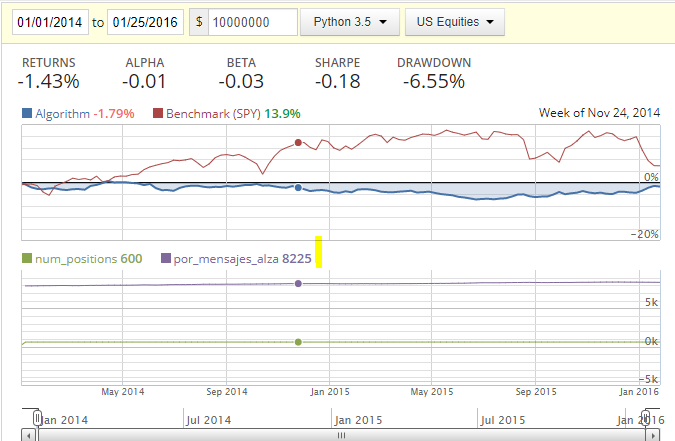 01/01/2014 to 01/25/2016 $ 10000000 Python 3.5 US Equities
RETURNS ALPHA BETA SHARPE DRAWDOWN
-1.43% -0.01 -0.03 -0.18 -6.55%
Algorithm -1.79% Benchmark (SPY) 13.9% Week of Nov 24, 2014
0%
-20%
num_positions 600 por_mensajes_alza 8225
5k
0k
-5k
May 2014 Sep 2014 Jan 2015 May 2015 Sep 2015 Jan 2016
Jan 2014 Jul 2014 Jan 2015 Jul 2015 Jan 2016